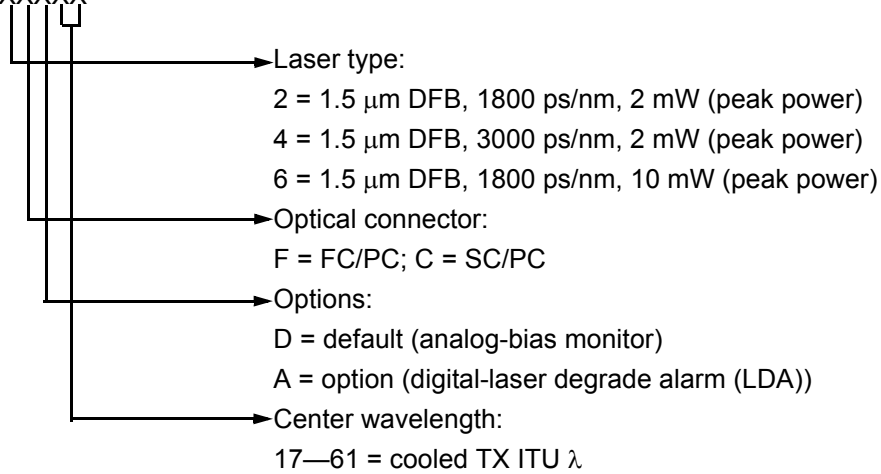 Laser type:
2 = 1.5 μm DFB, 1800 ps/nm, 2 mW (peak power)
4 = 1.5 μm DFB, 3000 ps/nm, 2 mW (peak power)
6 = 1.5 μm DFB, 1800 ps/nm, 10 mW (peak power)
Optical connector:
F = FC/PC; C = SC/PC
Options:
D = default (analog-bias monitor)
A = option (digital-laser degrade alarm (LDA))
Center wavelength:
17—61 = cooled TX ITU λ